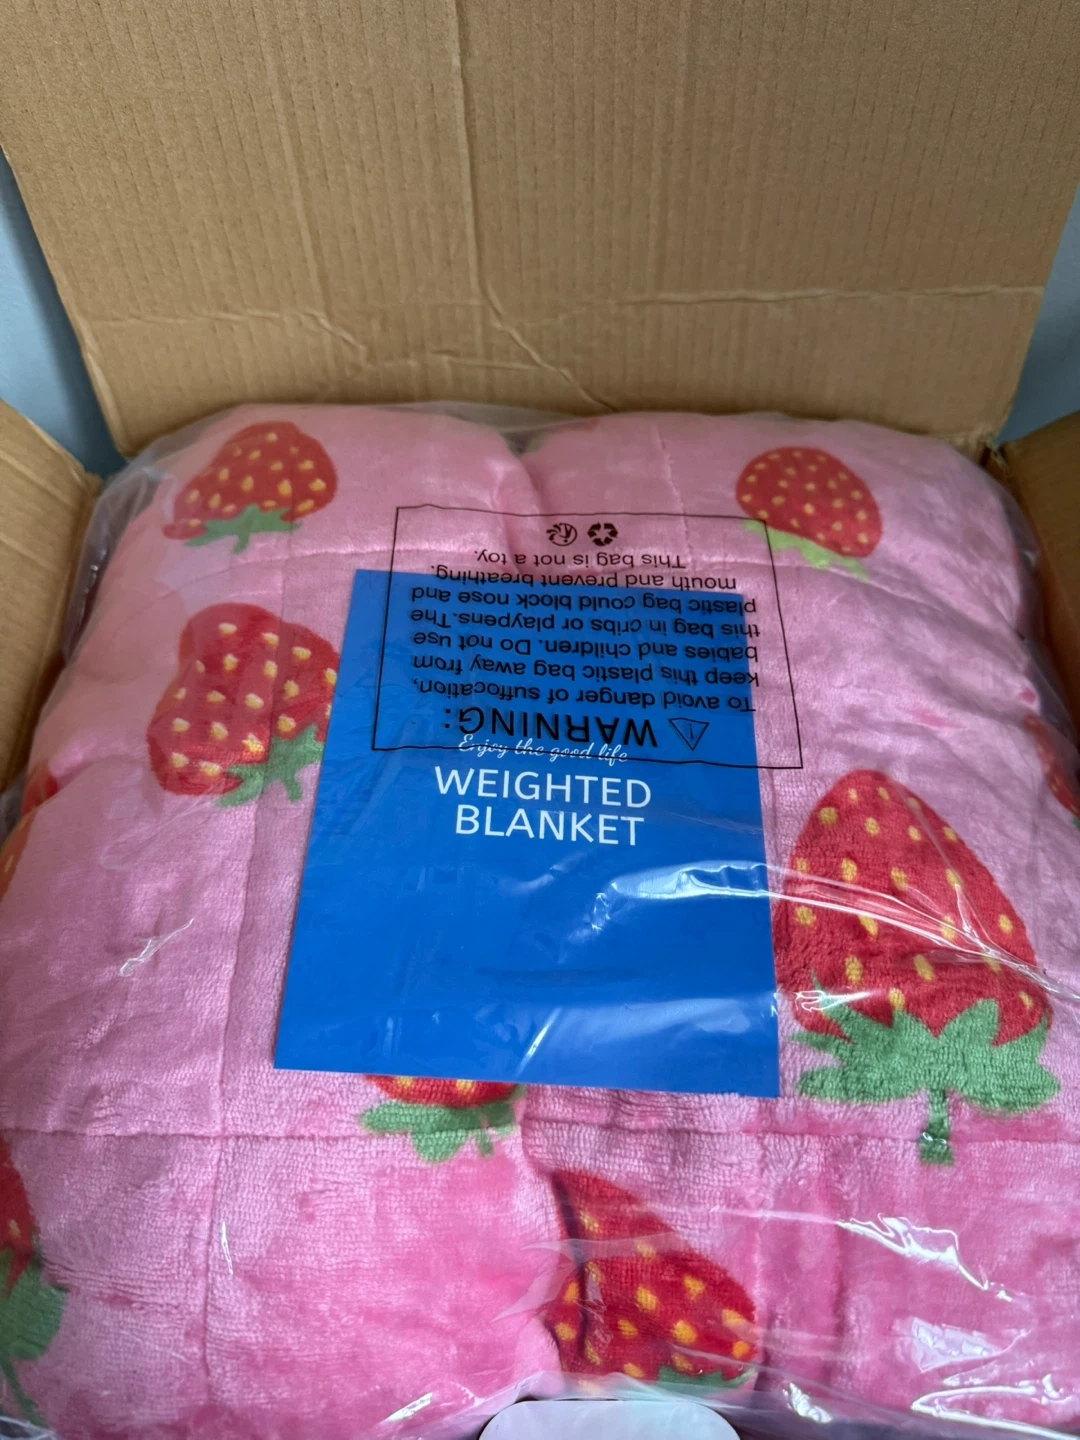 ⚠ WARNING:
To avoid danger of suffocation,
keep this plastic bag away from
babies and children. Do not use
this bag in cribs or playpens. The
plastic bag could block nose and
mouth and prevent breathing.
This bag is not a toy.
Enjoy the good life
WEIGHTED
BLANKET